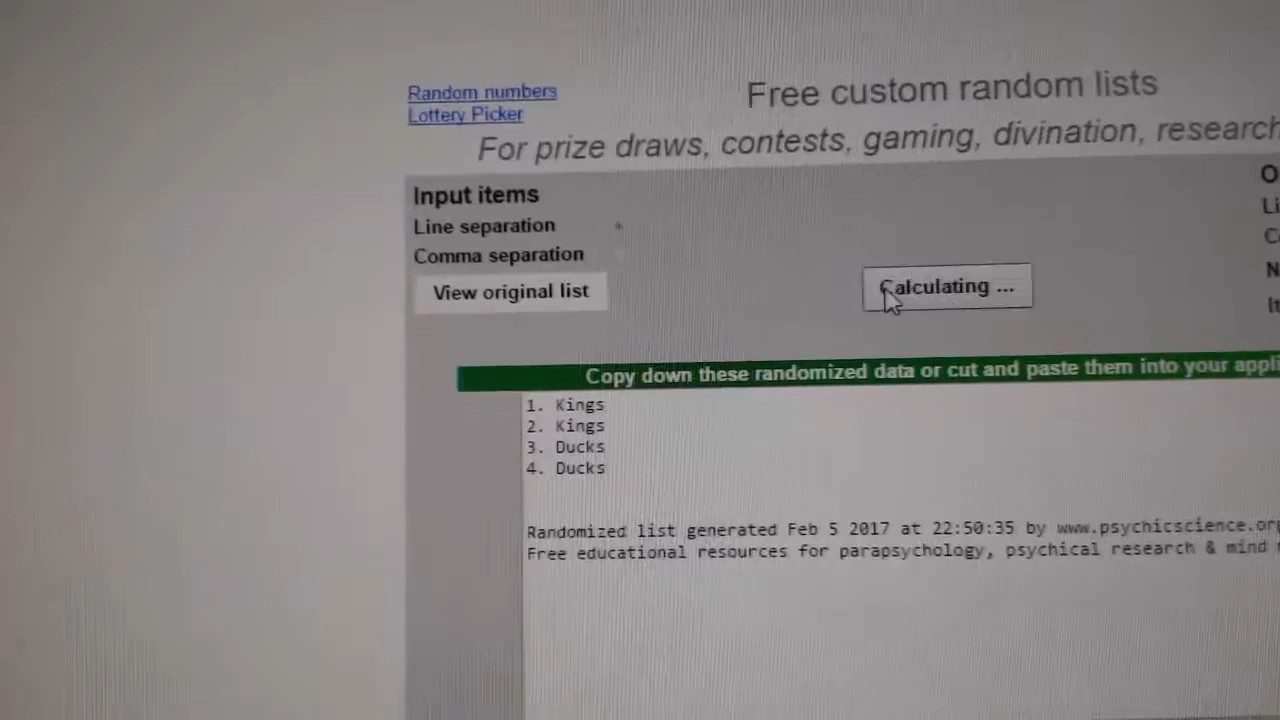 Random numbers
Lottery Picker
Free custom random lists
For prize draws, contests, gaming, divination, research
Input items
Line separation
Comma separation
View original list
Calculating ...
Copy down these randomized data or cut and paste them into your
1. Kings
2. Kings
3. Ducks
4. Ducks
Randomized list generated Feb 5 2017 at 22:50:35 by www.psychicscience.org
Free educational resources for parapsychology, psychical research & mind